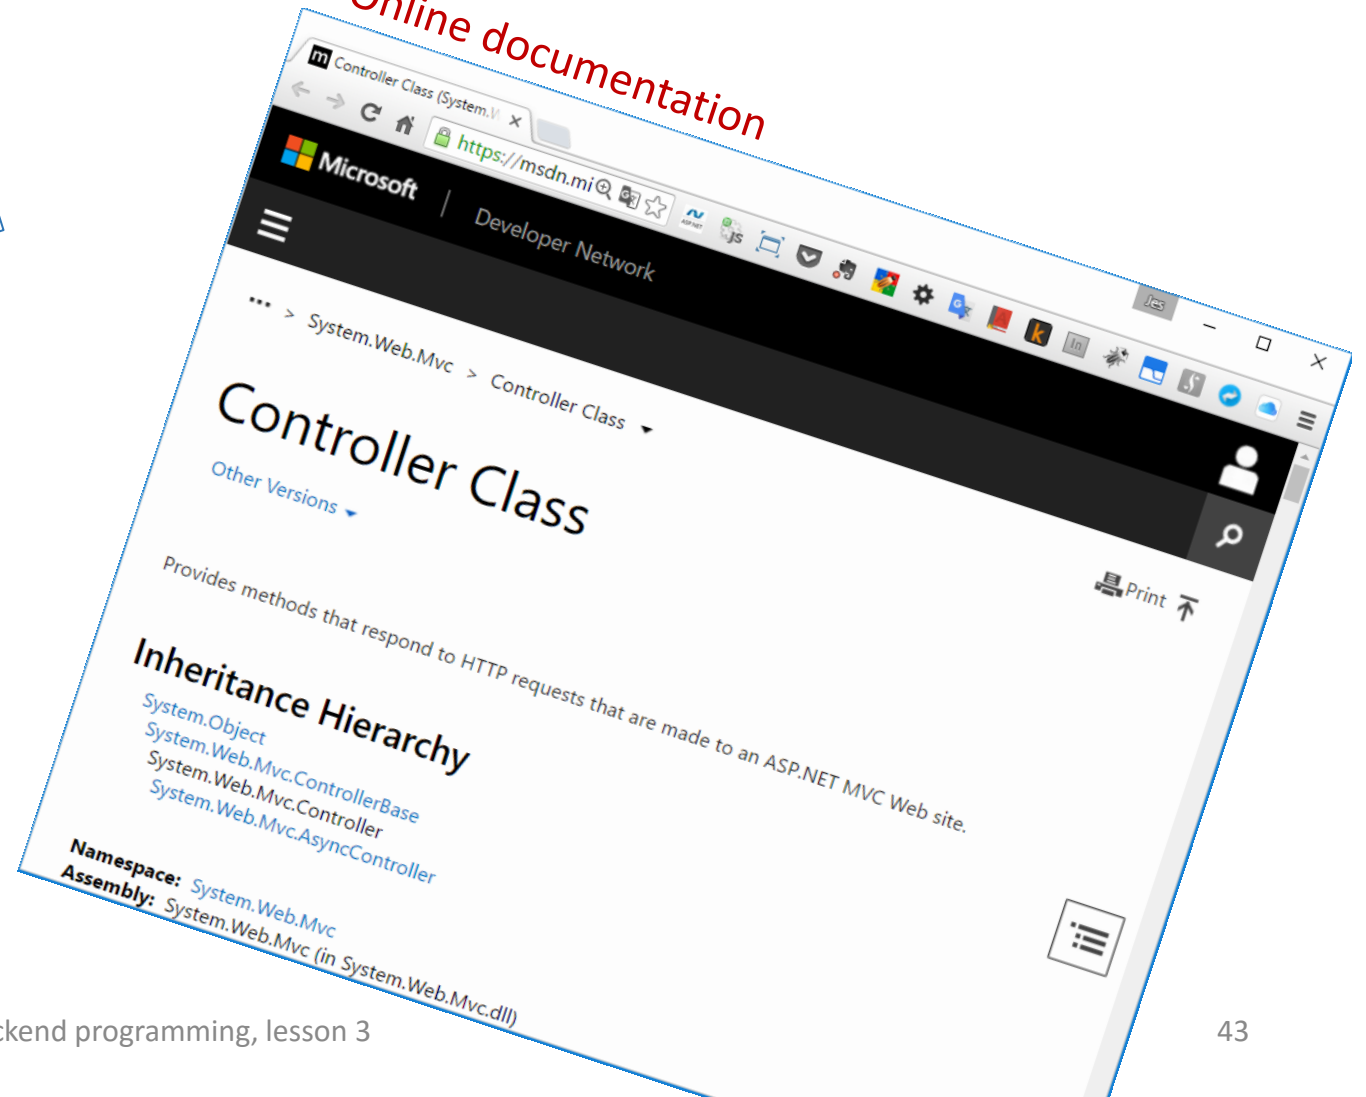 Online documentation
Controller Class (System.W
https://msdn.mi
Jes
Microsoft
Developer Network
... > System.Web.Mvc > Controller Class
Controller Class
Other Versions
Print
Provides methods that respond to HTTP requests that are made to an ASP.NET MVC Web site.
Inheritance Hierarchy
System.Object
System.Web.Mvc.ControllerBase
System.Web.Mvc.Controller
System.Web.Mvc.AsyncController
Namespace: System.Web.Mvc
Assembly: System.Web.Mvc (in System.Web.Mvc.dll)
ckend programming, lesson 3
43